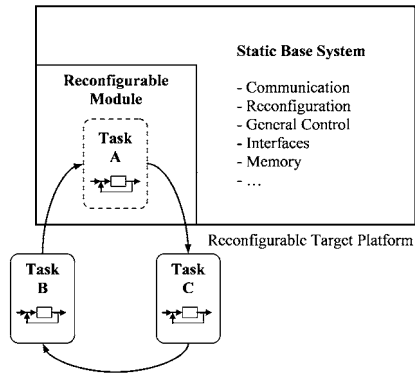 Static Base System
Reconfigurable
Module
- Communication
- Reconfiguration
- General Control
- Interfaces
- Memory
- ...
Task
A
Reconfigurable Target Platform
Task
B
Task
C